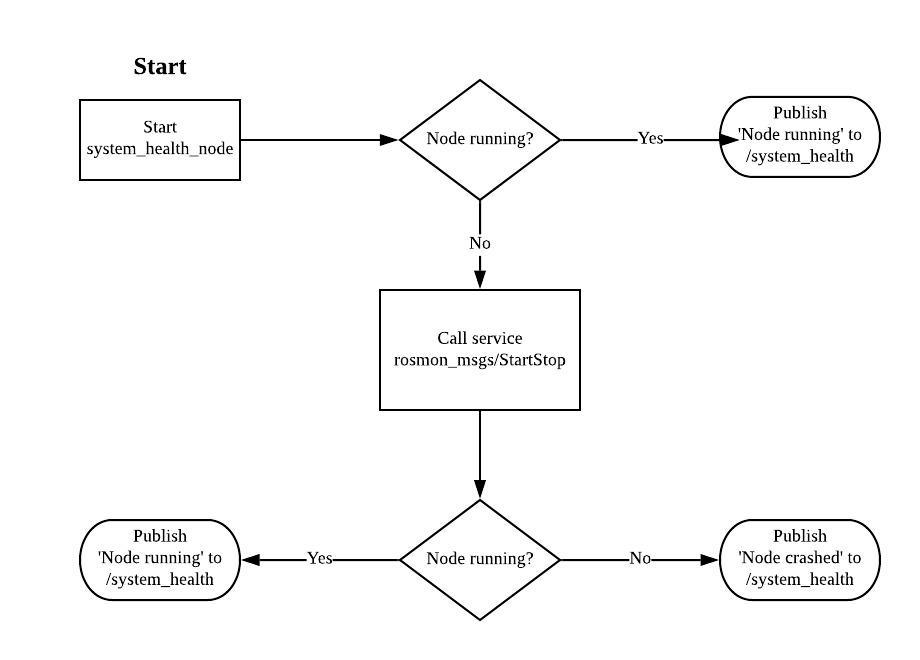 Start
Start
system_health_node
Node running?
Yes
Publish
'Node running' to
/system_health
No
Call service
rosmon_msgs/StartStop
Publish
'Node running' to
/system_health
Yes
Node running?
No
Publish
'Node crashed' to
/system_health